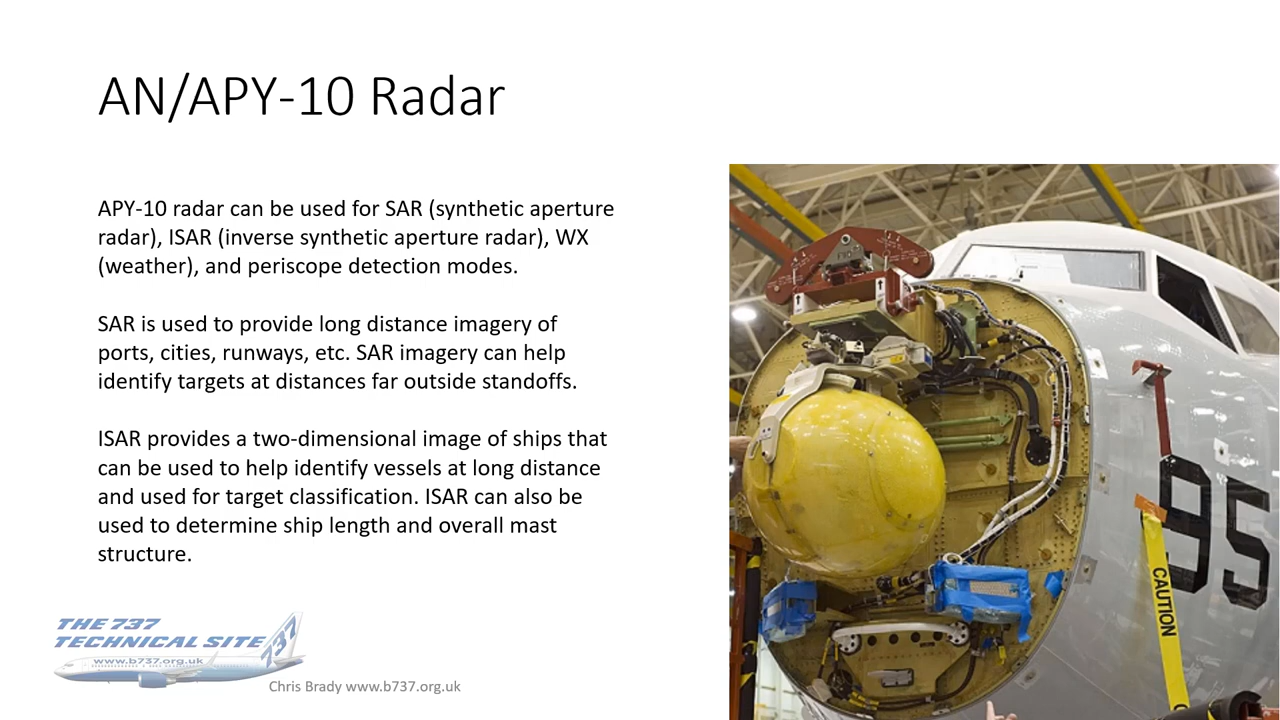 AN/APY-10 Radar
APY-10 radar can be used for SAR (synthetic aperture
radar), ISAR (inverse synthetic aperture radar), WX
(weather), and periscope detection modes.
SAR is used to provide long distance imagery of
ports, cities, runways, etc. SAR imagery can help
identify targets at distances far outside standoffs.
ISAR provides a two-dimensional image of ships that
can be used to help identify vessels at long distance
and used for target classification. ISAR can also be
used to determine ship length and overall mast
structure.
95
CAUTION
THE 737
TECHNICAL SITE
737
www.b737.org.uk
Chris Brady www.b737.org.uk